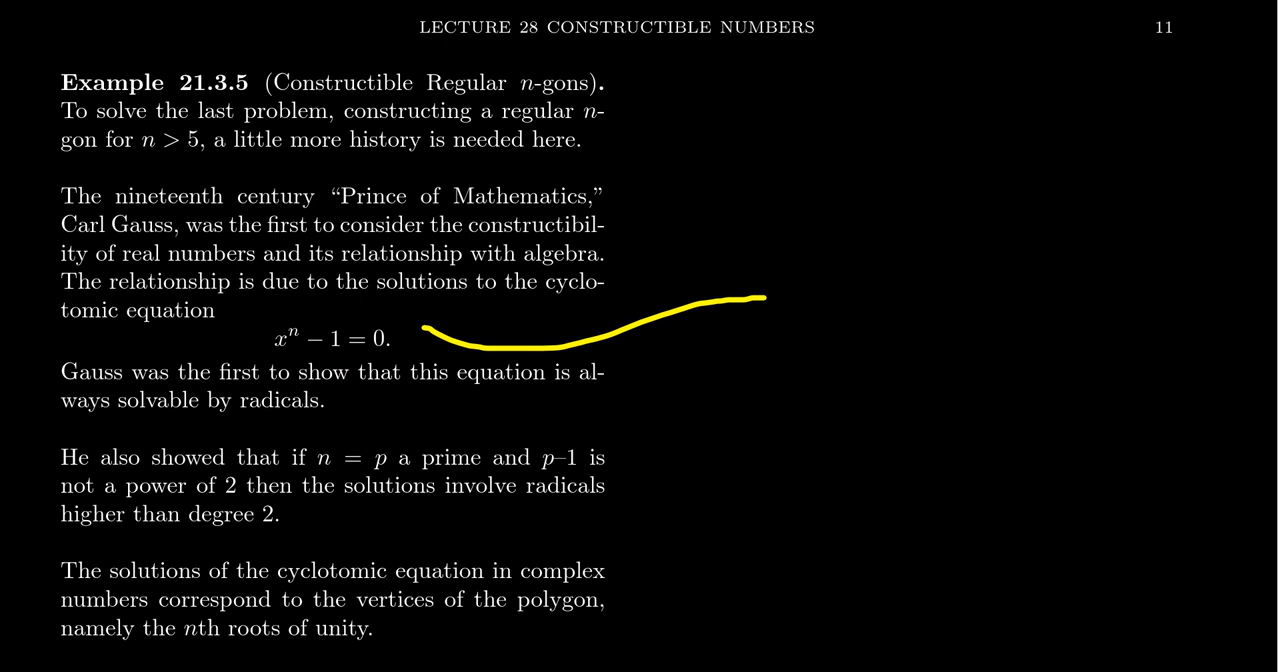 LECTURE 28 CONSTRUCTIBLE NUMBERS 11
Example 21.3.5 (Constructible Regular n-gons).
To solve the last problem, constructing a regular n-
gon for n > 5, a little more history is needed here.
The nineteenth century “Prince of Mathematics,”
Carl Gauss, was the first to consider the constructibil-
ity of real numbers and its relationship with algebra.
The relationship is due to the solutions to the cyclo-
tomic equation
xⁿ − 1 = 0.
Gauss was the first to show that this equation is al-
ways solvable by radicals.
He also showed that if n = p a prime and p–1 is
not a power of 2 then the solutions involve radicals
higher than degree 2.
The solutions of the cyclotomic equation in complex
numbers correspond to the vertices of the polygon,
namely the nth roots of unity.